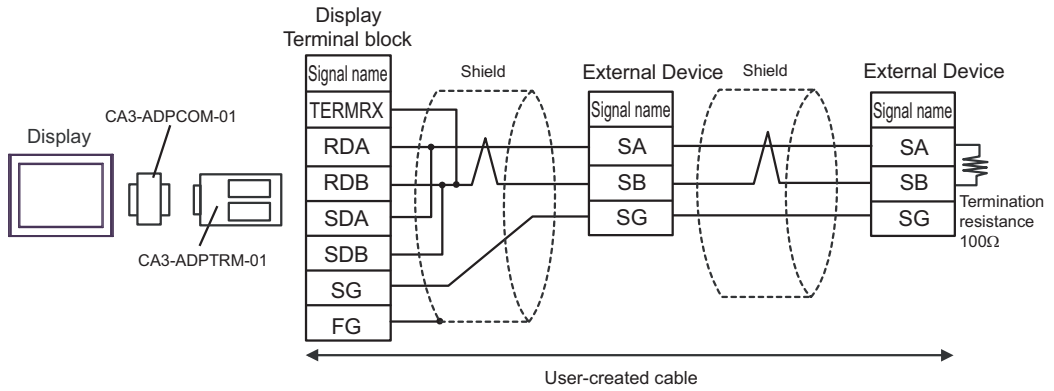 Display
Terminal block
Signal name
TERMRX
RDA
RDB
SDA
SDB
SG
FG
Shield
External Device
Signal name
SA
SB
SG
Shield
External Device
Signal name
SA
SB
SG
Termination
resistance
100Ω
Display
CA3-ADPCOM-01
CA3-ADPTRM-01
User-created cable